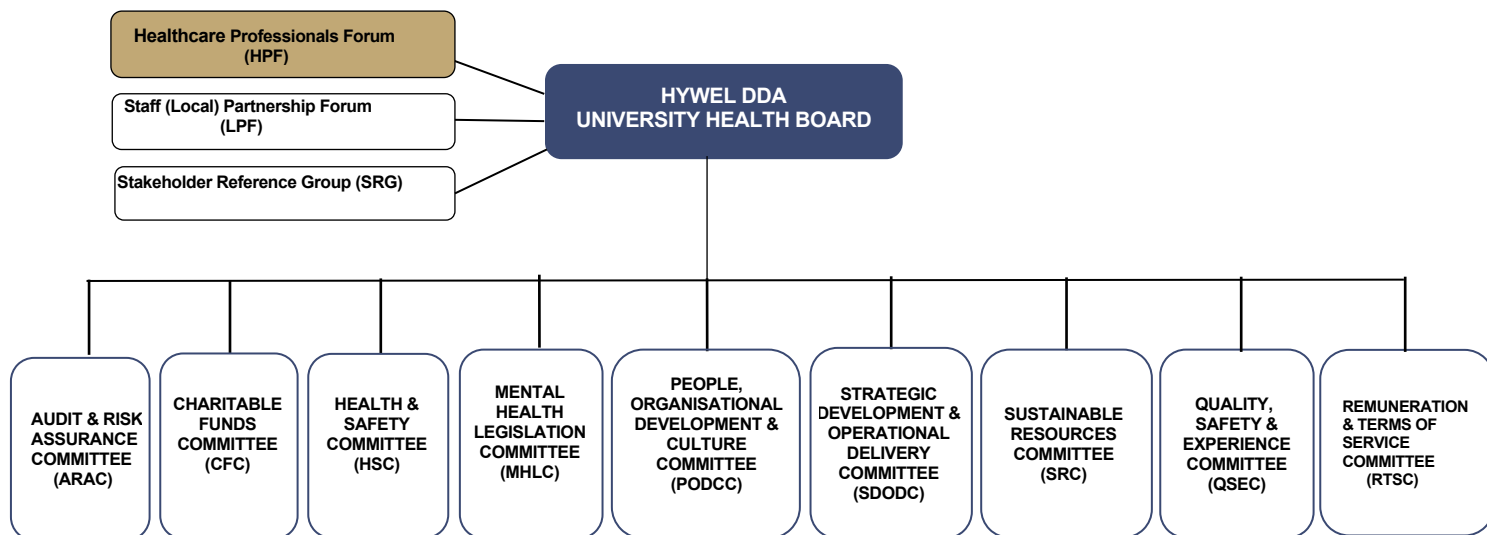 Healthcare Professionals Forum
(HPF)
Staff (Local) Partnership Forum
(LPF)
Stakeholder Reference Group (SRG)
HYWEL DDA
UNIVERSITY HEALTH BOARD
AUDIT & RISK
ASSURANCE
COMMITTEE
(ARAC)
CHARITABLE
FUNDS
COMMITTEE
(CFC)
HEALTH &
SAFETY
COMMITTEE
(HSC)
MENTAL
HEALTH
LEGISLATION
COMMITTEE
(MHLC)
PEOPLE,
ORGANISATIONAL
DEVELOPMENT &
CULTURE
COMMITTEE
(PODCC)
STRATEGIC
DEVELOPMENT &
OPERATIONAL
DELIVERY
COMMITTEE
(SDODC)
SUSTAINABLE
RESOURCES
COMMITTEE
(SRC)
QUALITY,
SAFETY &
EXPERIENCE
COMMITTEE
(QSEC)
REMUNERATION
& TERMS OF
SERVICE
COMMITTEE
(RTSC)